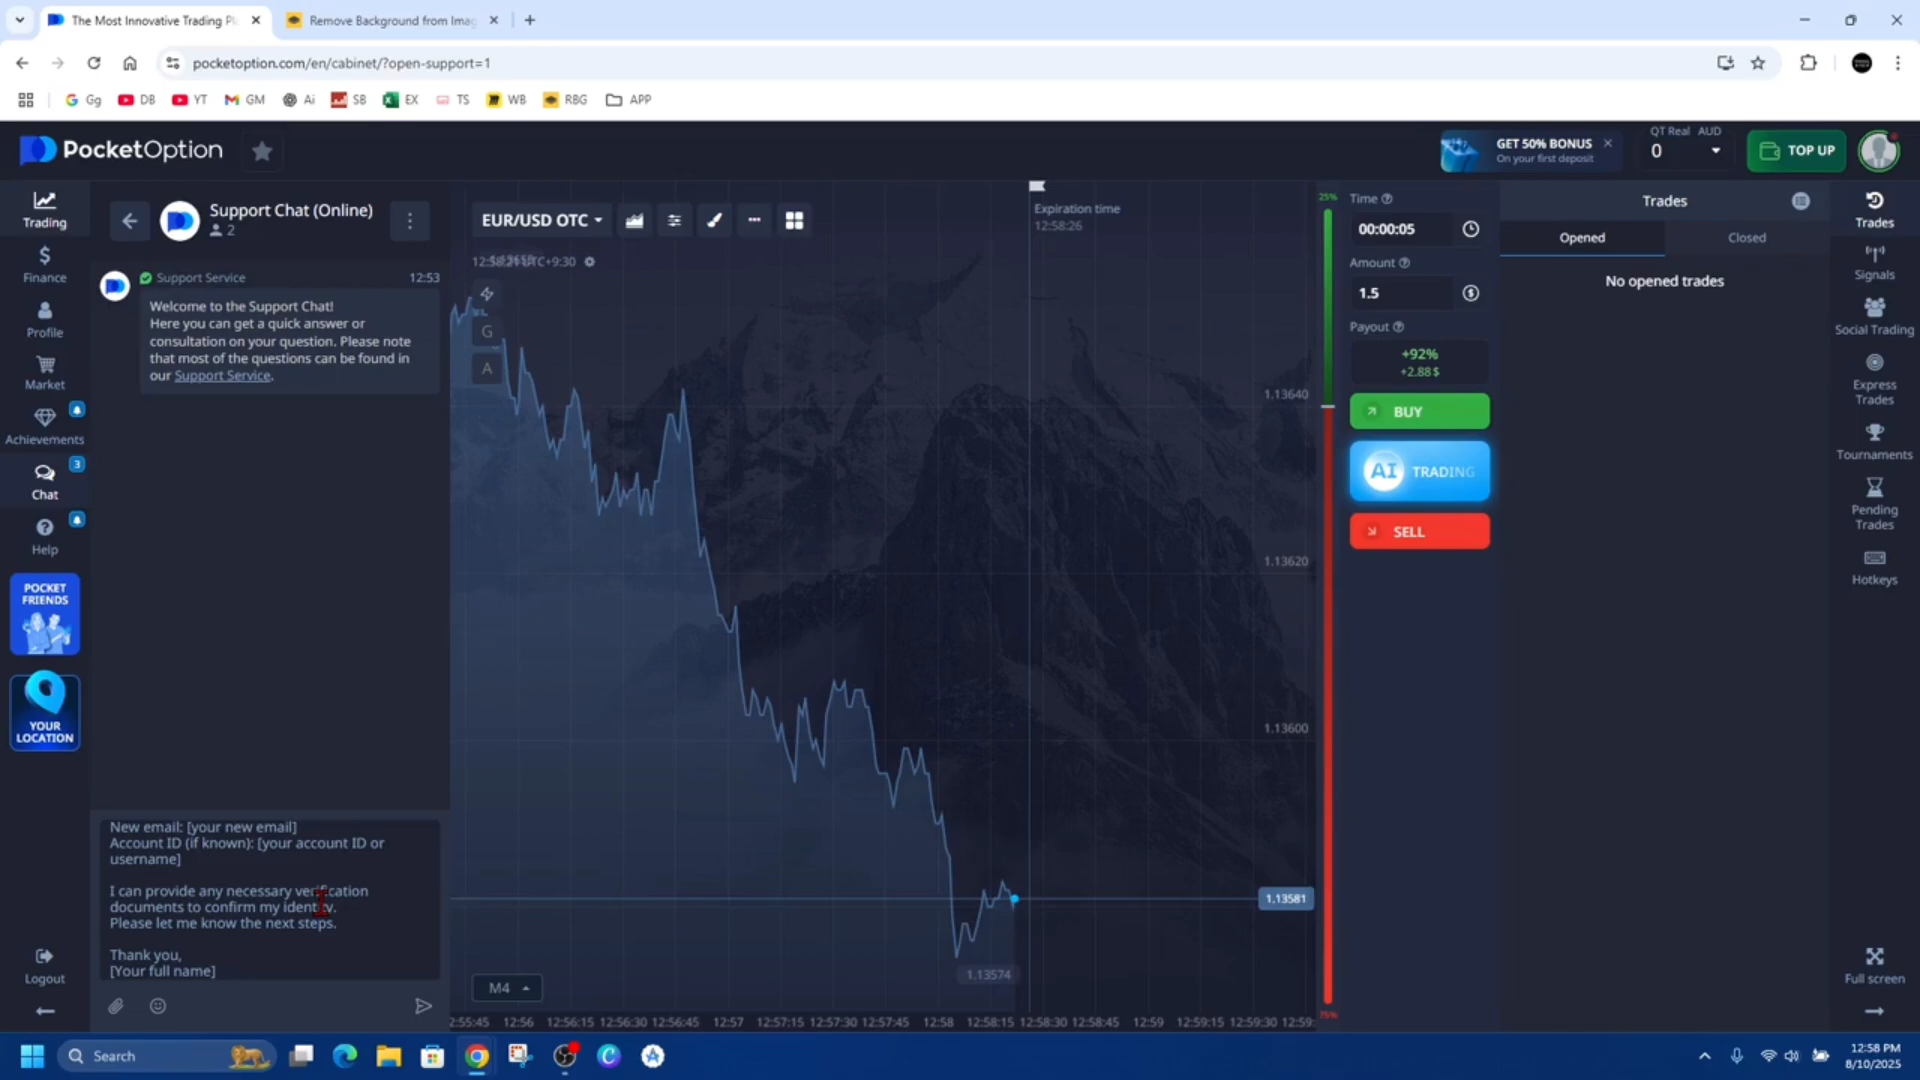 The Most Innovative Trading Pl
Remove Background from Imag
pocketoption.com/en/cabinet/?open-support=1
Gg
DB
YT
GM
Ai
SB
EX
TS
WB
RBG
APP
PocketOption
GET 50% BONUS
On your first deposit
QT Real AUD
0
TOP UP
Trading
Finance
Profile
Market
Achievements
Chat
3
Help
POCKET
FRIENDS
YOUR
LOCATION
Logout
Support Chat (Online)
2
Support Service
12:53
Welcome to the Support Chat!
Here you can get a quick answer or
consultation on your question. Please note
that most of the questions can be found in
our Support Service.
New email: [your new email]
Account ID (if known): [your account ID or
username]
I can provide any necessary verification
documents to confirm my identity.
Please let me know the next steps.
Thank you,
[Your full name]
EUR/USD OTC
UTC+9:30
G
A
Expiration time
12:58:26
1.13640
1.13620
1.13600
1.13581
1.13574
M4
2:55:45 12:56 12:56:15 12:56:30 12:56:45 12:57 12:57:15 12:57:30 12:57:45 12:58 12:58:15 12:58:30 12:58:45 12:59 12:59:15 12:59:30 12:59:
25%
75%
Time
00:00:05
Amount
1.5
$
Payout
+92%
+2.88$
BUY
AI TRADING
SELL
Trades
Opened
Closed
No opened trades
Trades
Signals
Social Trading
Express
Trades
Tournaments
Pending
Trades
Hotkeys
Full screen
Search
12:58 PM
8/10/2025